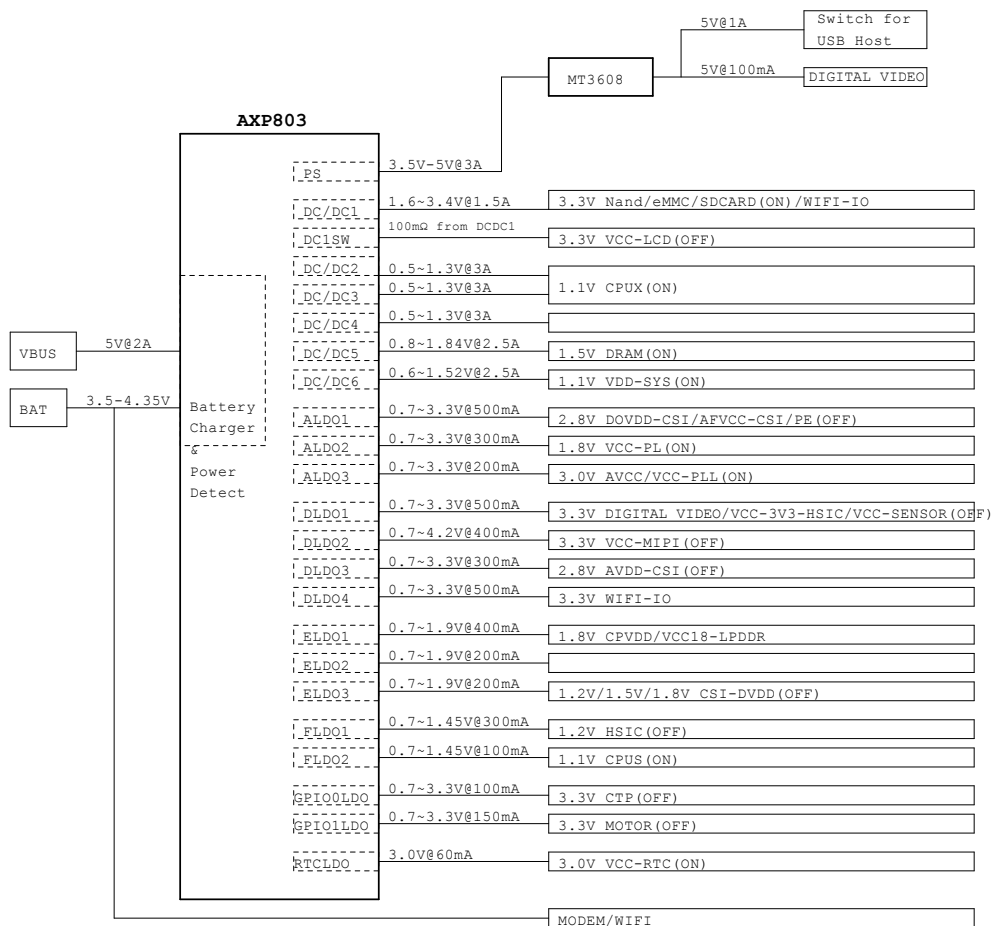 5V@1A
Switch for
USB Host
MT3608
5V@100mA
DIGITAL VIDEO
AXP803
PS
3.5V-5V@3A
DC/DC1
1.6~3.4V@1.5A
3.3V Nand/eMMC/SDCARD(ON)/WIFI-IO
DC1SW
100mΩ from DCDC1
3.3V VCC-LCD(OFF)
DC/DC2
0.5~1.3V@3A
DC/DC3
0.5~1.3V@3A
1.1V CPUX(ON)
DC/DC4
0.5~1.3V@3A
VBUS
5V@2A
DC/DC5
0.8~1.84V@2.5A
1.5V DRAM(ON)
DC/DC6
0.6~1.52V@2.5A
1.1V VDD-SYS(ON)
BAT
3.5-4.35V
Battery
Charger
&
Power
Detect
ALDO1
0.7~3.3V@500mA
2.8V DOVDD-CSI/AFVCC-CSI/PE(OFF)
ALDO2
0.7~3.3V@300mA
1.8V VCC-PL(ON)
ALDO3
0.7~3.3V@200mA
3.0V AVCC/VCC-PLL(ON)
DLDO1
0.7~3.3V@500mA
3.3V DIGITAL VIDEO/VCC-3V3-HSIC/VCC-SENSOR(OFF)
DLDO2
0.7~4.2V@400mA
3.3V VCC-MIPI(OFF)
DLDO3
0.7~3.3V@300mA
2.8V AVDD-CSI(OFF)
DLDO4
0.7~3.3V@500mA
3.3V WIFI-IO
ELDO1
0.7~1.9V@400mA
1.8V CPVDD/VCC18-LPDDR
ELDO2
0.7~1.9V@200mA
ELDO3
0.7~1.9V@200mA
1.2V/1.5V/1.8V CSI-DVDD(OFF)
FLDO1
0.7~1.45V@300mA
1.2V HSIC(OFF)
FLDO2
0.7~1.45V@100mA
1.1V CPUS(ON)
GPIO0LDO
0.7~3.3V@100mA
3.3V CTP(OFF)
GPIO1LDO
0.7~3.3V@150mA
3.3V MOTOR(OFF)
RTCLDO
3.0V@60mA
3.0V VCC-RTC(ON)
MODEM/WIFI